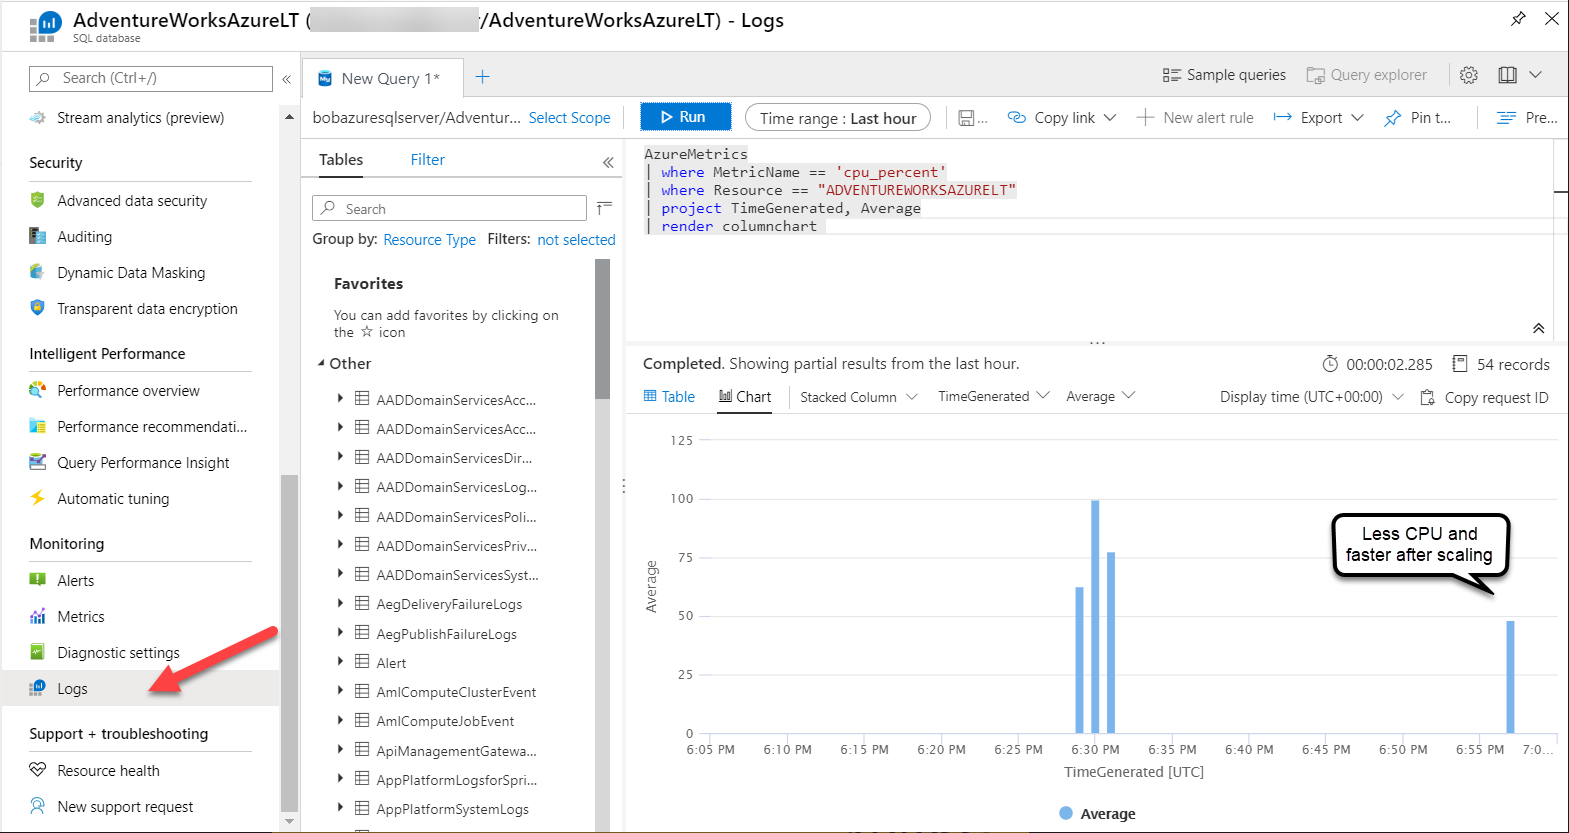 AdventureWorksAzureLT ( /AdventureWorksAzureLT) - Logs
SQL database
Search (Ctrl+/)
«
Stream analytics (preview)
Security
Advanced data security
Auditing
Dynamic Data Masking
Transparent data encryption
Intelligent Performance
Performance overview
Performance recommendati...
Query Performance Insight
Automatic tuning
Monitoring
Alerts
Metrics
Diagnostic settings
Logs
Support + troubleshooting
Resource health
New support request
New Query 1*
+
Sample queries
Query explorer
bobazuresqlserver/Adventur...
Select Scope
Run
Time range : Last hour
...
Copy link
New alert rule
Export
Pin t...
Pre...
Tables
Filter
«
Search
Group by: Resource Type Filters: not selected
Favorites
You can add favorites by clicking on
the ☆ icon
Other
AADDomainServicesAcc...
AADDomainServicesAcc...
AADDomainServicesDir...
AADDomainServicesLog...
AADDomainServicesPoli...
AADDomainServicesPriv...
AADDomainServicesSyst...
AegDeliveryFailureLogs
AegPublishFailureLogs
Alert
AmlComputeClusterEvent
AmlComputeJobEvent
ApiManagementGatewa...
AppPlatformLogsforSpri...
AppPlatformSystemLogs
AzureMetrics
| where MetricName == 'cpu_percent'
| where Resource == "ADVENTUREWORKSAZURELT"
| project TimeGenerated, Average
| render columnchart
Completed. Showing partial results from the last hour.
00:00:02.285
54 records
Table
Chart
Stacked Column
TimeGenerated
Average
Display time (UTC+00:00)
Copy request ID
125
100
75
50
25
0
Average
Less CPU and
faster after scaling
6:05 PM 6:10 PM 6:15 PM 6:20 PM 6:25 PM 6:30 PM 6:35 PM 6:40 PM 6:45 PM 6:50 PM 6:55 PM 7:0...
TimeGenerated [UTC]
Average